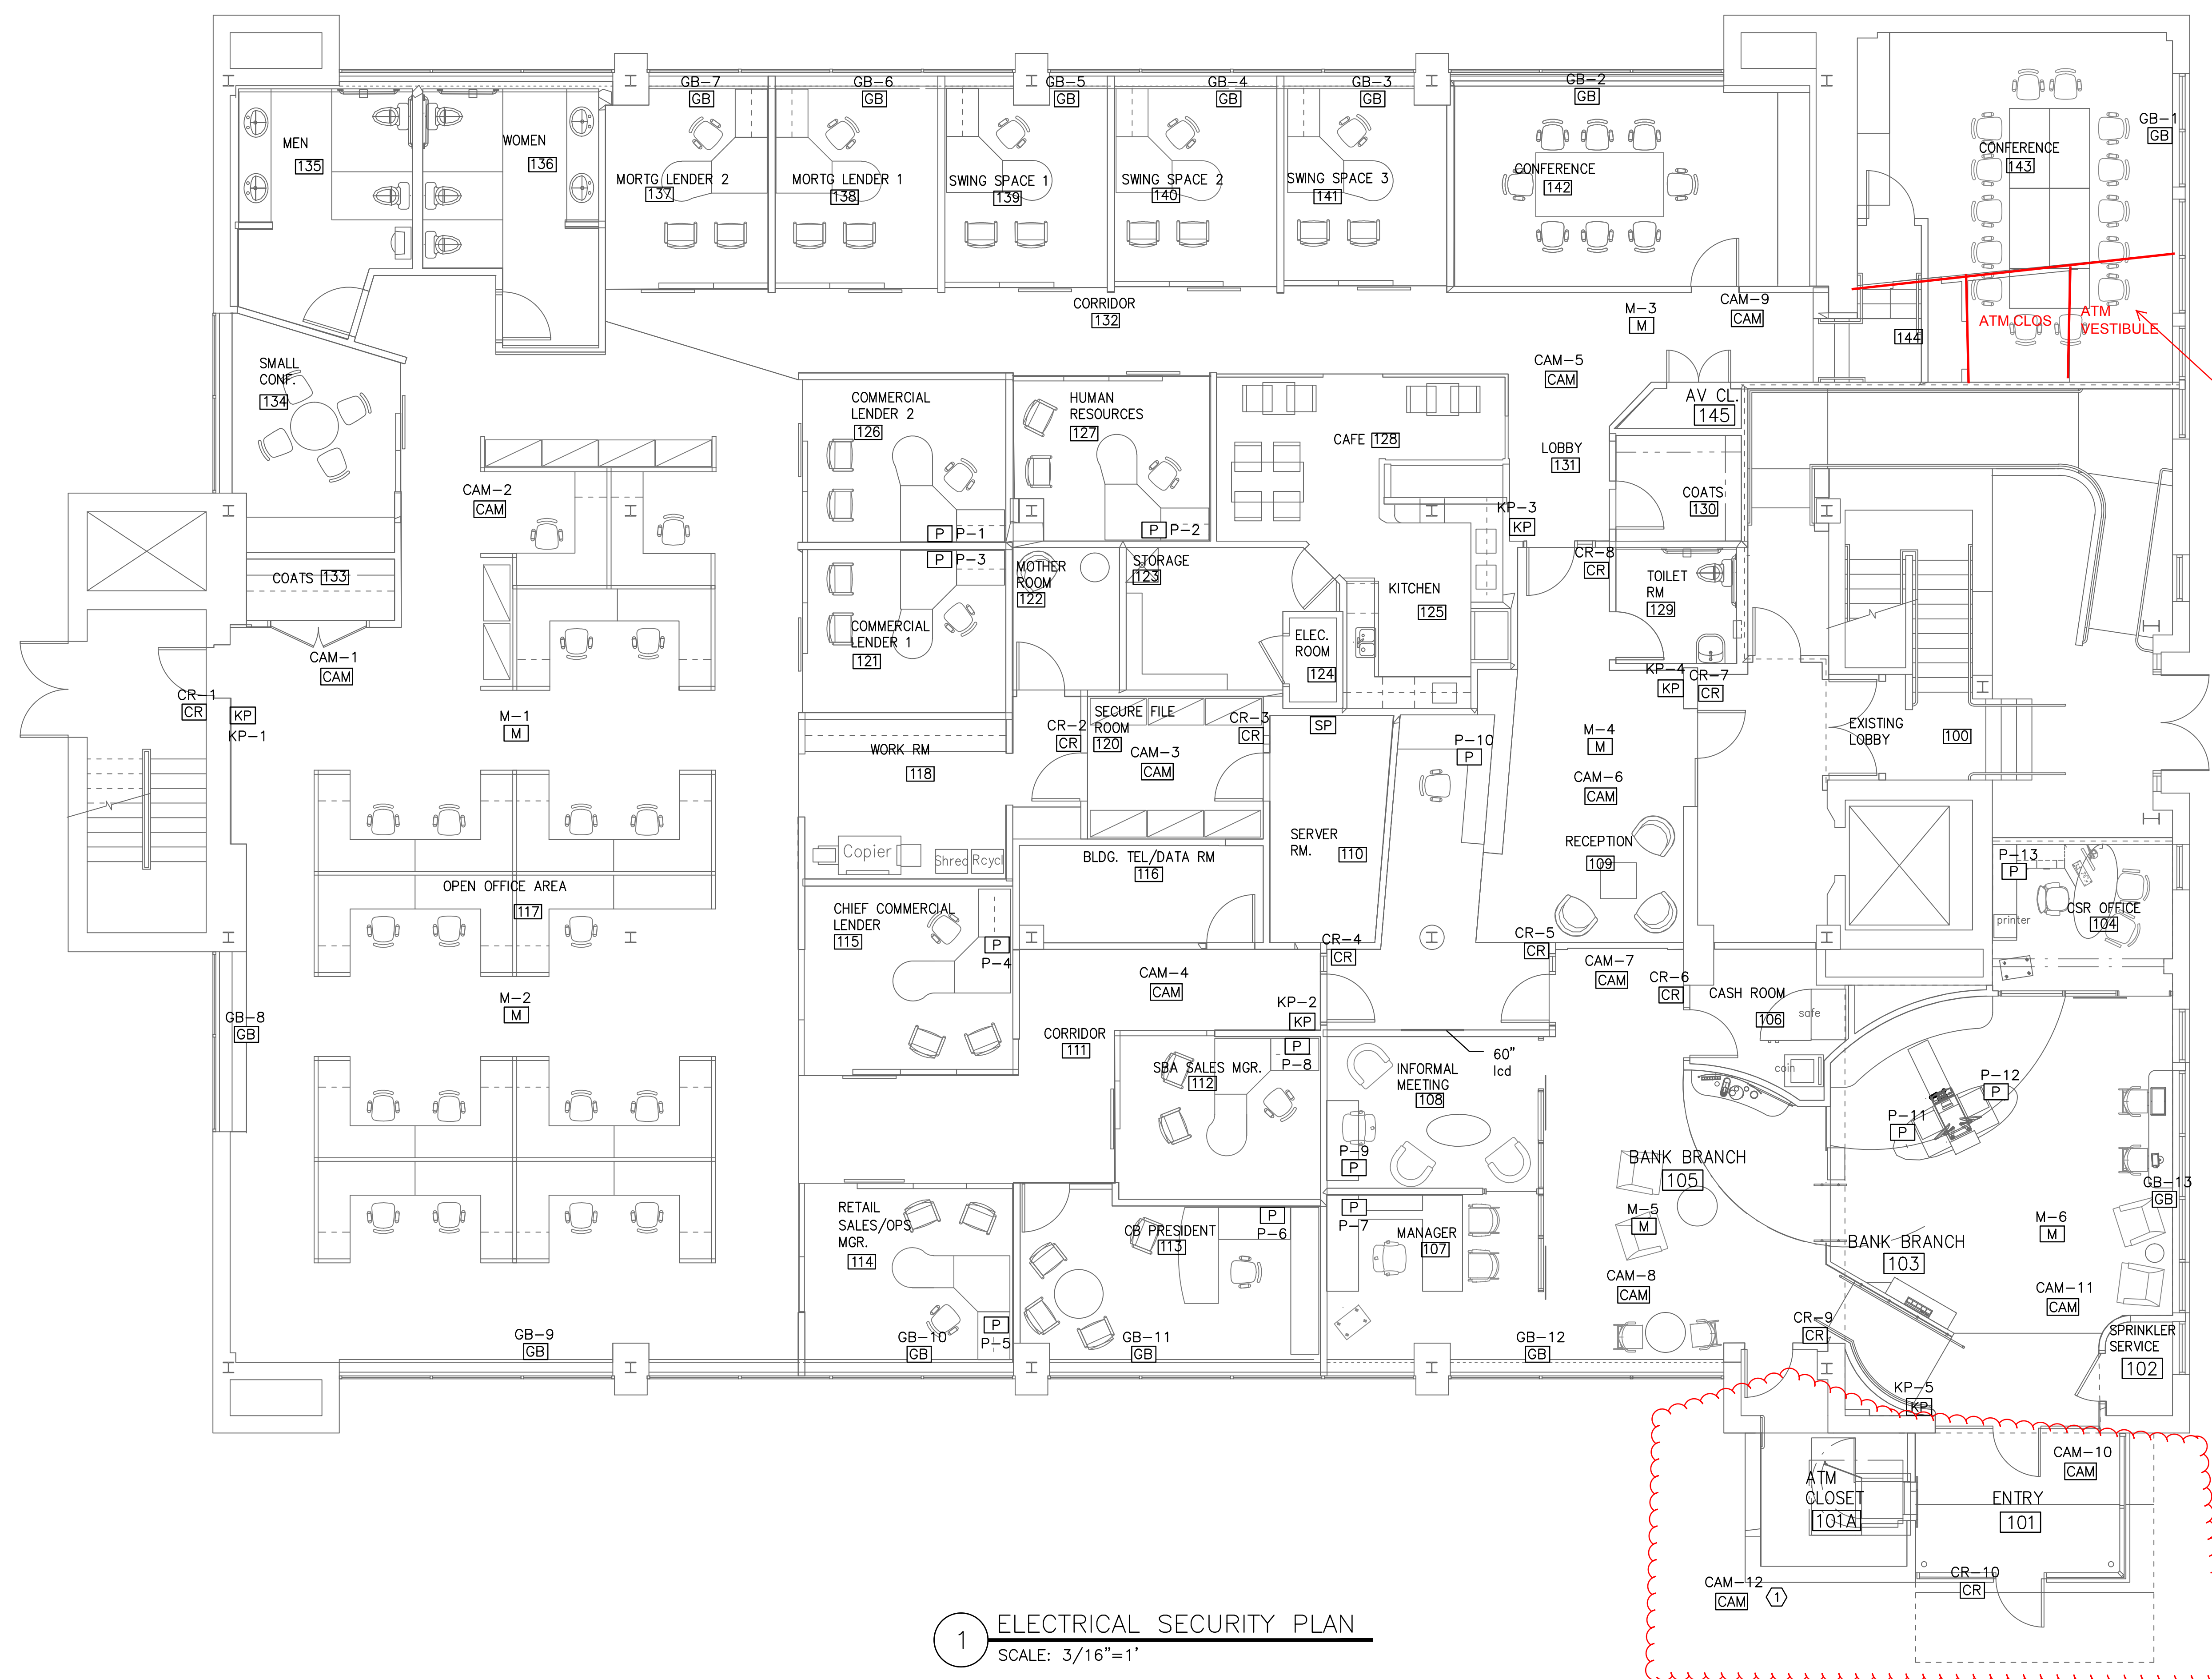 GB-7
GB
GB-6
GB
GB-5
GB
GB-4
GB
GB-3
GB
GB-2
GB
GB-1
GB
MEN
135
WOMEN
136
MORTG LENDER 2
137
MORTG LENDER 1
138
SWING SPACE 1
139
SWING SPACE 2
140
SWING SPACE 3
141
CONFERENCE
142
CONFERENCE
143
CORRIDOR
132
M-3
M
CAM-9
CAM
144
ATM CLOS
ATM
VESTIBULE
SMALL
CONF.
134
COMMERCIAL
LENDER 2
126
HUMAN
RESOURCES
127
CAFE 128
CAM-5
CAM
LOBBY
131
AV CL.
145
COATS
130
CAM-2
CAM
KP-3
KP
P P-1
P P-2
P P-3
COATS 133
MOTHER
ROOM
122
STORAGE
123
KITCHEN
125
CR-8
CR
TOILET
RM
129
COMMERCIAL
LENDER 1
121
ELEC.
ROOM
124
CAM-1
CAM
CR-1
CR
KP
KP-1
M-1
M
KP-4
KP
CR-7
CR
SECURE FILE
ROOM
120
CR-2
CR
CR-3
CR
CAM-3
CAM
SP
WORK RM
118
P-10
P
M-4
M
CAM-6
CAM
EXISTING
LOBBY
100
Copier
Shred
Rcycl
SERVER
RM.
110
RECEPTION
109
BLDG. TEL/DATA RM
116
OPEN OFFICE AREA
117
P-13
P
printer
CSR OFFICE
104
CHIEF COMMERCIAL
LENDER
115
P
P-4
CR-4
CR
CR-5
CR
CAM-4
CAM
CAM-7
CAM
CR-6
CR
CASH ROOM
106
safe
coin
M-2
M
GB-8
GB
KP-2
KP
CORRIDOR
111
P
P-8
SBA SALES MGR.
112
60"
lcd
INFORMAL
MEETING
108
P-12
P
P-11
P
P-9
P
BANK BRANCH
105
GB-13
GB
RETAIL
SALES/OPS
MGR.
114
CB PRESIDENT
113
P
P-6
P
P-7
MANAGER
107
M-5
M
M-6
M
BANK BRANCH
103
CAM-8
CAM
CAM-11
CAM
P
P-5
GB-9
GB
GB-10
GB
GB-11
GB
GB-12
GB
CR-9
CR
SPRINKLER
SERVICE
102
KP-5
KP
CAM-10
CAM
ATM
CLOSET
101A
ENTRY
101
CR-10
CR
CAM-12
CAM
1
1
ELECTRICAL SECURITY PLAN
SCALE: 3/16"=1'